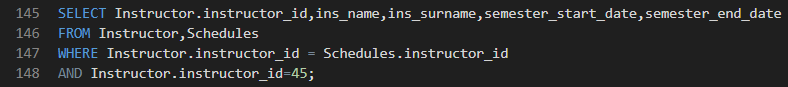 145 SELECT Instructor.instructor_id,ins_name,ins_surname,semester_start_date,semester_end_date
146 FROM Instructor,Schedules
147 WHERE Instructor.instructor_id = Schedules.instructor_id
148 AND Instructor.instructor_id=45;